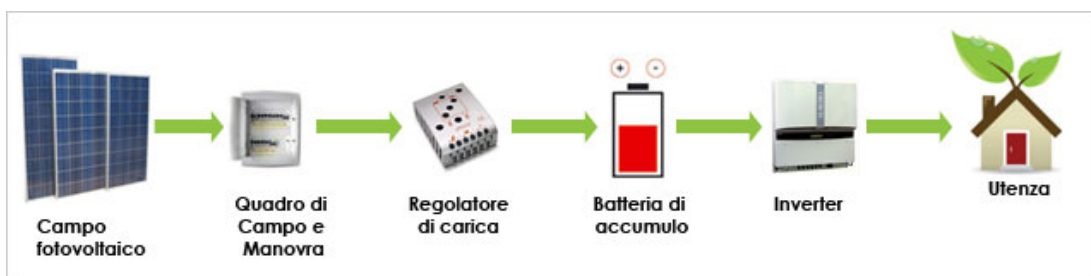 Campo
fotovoltaico
Quadro di
Campo e
Manovra
Regolatore
di carica
+ -
Batteria di
accumulo
Inverter
Utenza